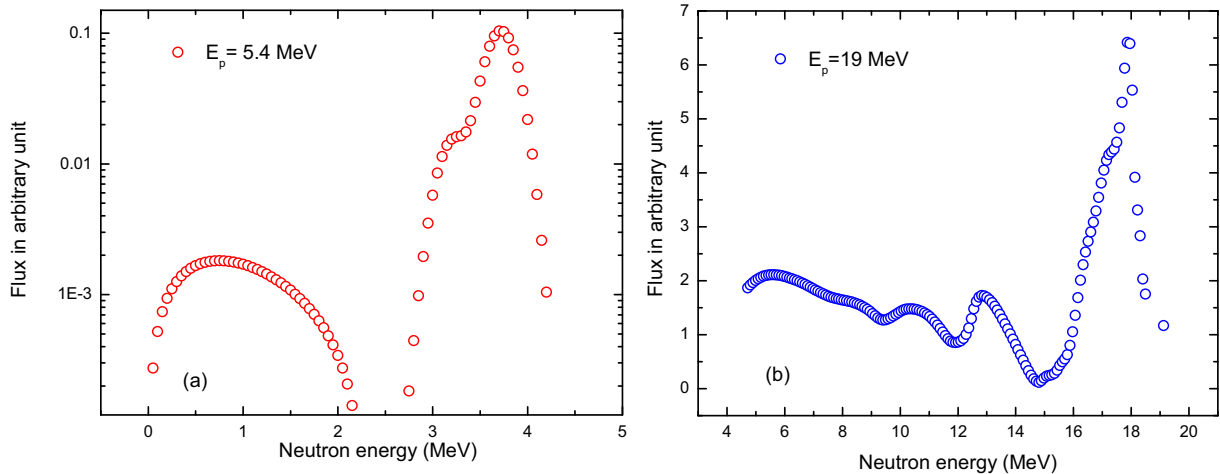 0.1
0.01
1E-3
Flux in arbitrary unit
E_p= 5.4 MeV
(a)
0 1 2 3 4 5
Neutron energy (MeV)
7
6
5
4
3
2
1
0
Flux in arbitrary unit
E_p=19 MeV
(b)
4 6 8 10 12 14 16 18 20
Neutron energy (MeV)